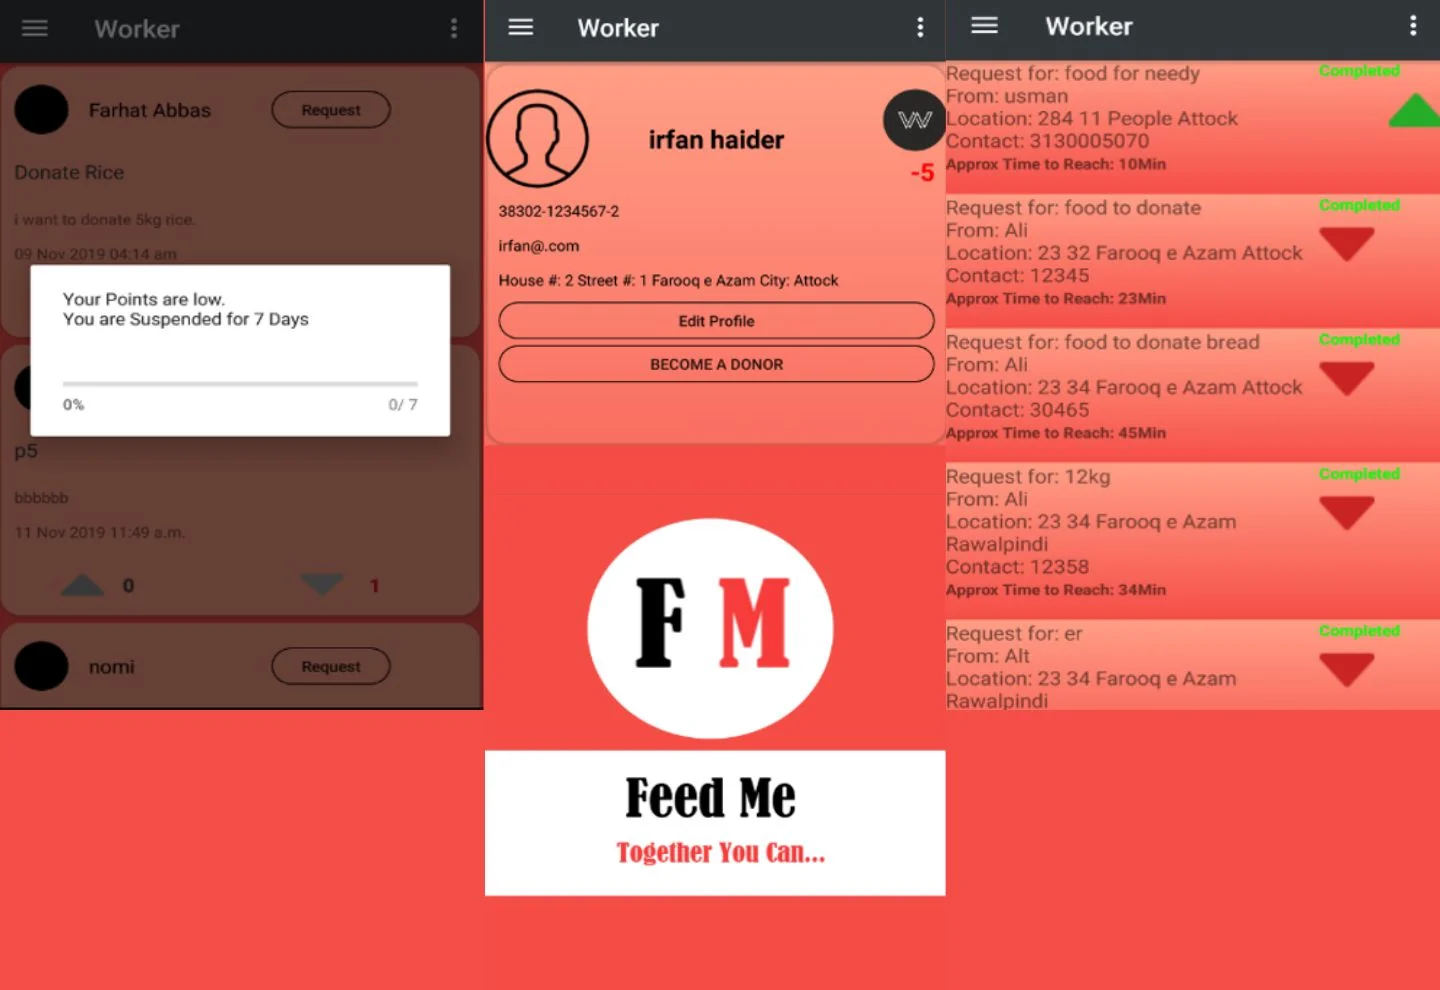 Worker
Farhat Abbas
Request
Donate Rice
i want to donate 5kg rice.
09 Nov 2019 04:14 am
Your Points are low.
You are Suspended for 7 Days
0%
0/ 7
p5
bbbbbb
11 Nov 2019 11:49 a.m.
0
1
nomi
Request
Worker
irfan haider
W
-5
38302-1234567-2
irfan@.com
House #: 2 Street #: 1 Farooq e Azam City: Attock
Edit Profile
BECOME A DONOR
F M
Feed Me
Together You Can...
Worker
Request for: food for needy
Completed
From: usman
Location: 284 11 People Attock
Contact: 3130005070
Approx Time to Reach: 10Min
Request for: food to donate
Completed
From: Ali
Location: 23 32 Farooq e Azam Attock
Contact: 12345
Approx Time to Reach: 23Min
Request for: food to donate bread
Completed
From: Ali
Location: 23 34 Farooq e Azam Attock
Contact: 30465
Approx Time to Reach: 45Min
Request for: 12kg
Completed
From: Ali
Location: 23 34 Farooq e Azam
Rawalpindi
Contact: 12358
Approx Time to Reach: 34Min
Request for: er
Completed
From: Alt
Location: 23 34 Farooq e Azam
Rawalpindi